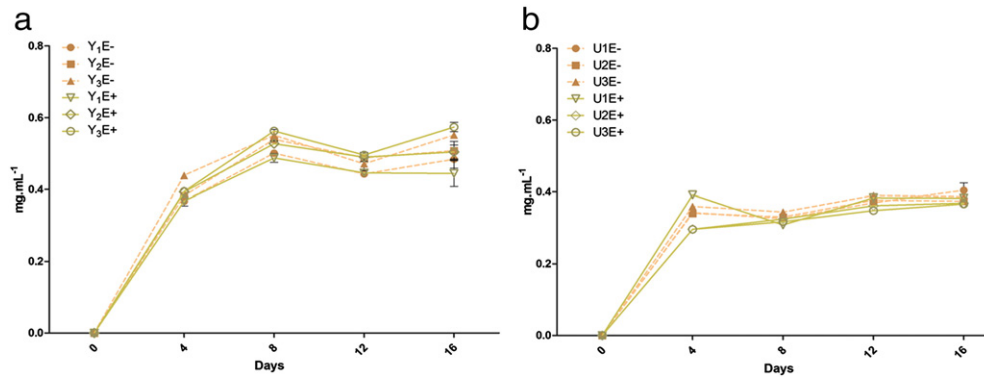 a
Y₁E-
Y₂E-
Y₃E-
Y₁E+
Y₂E+
Y₃E+
0.8
0.6
0.4
0.2
0.0
mg.mL⁻¹
0
4
8
12
16
Days
b
U1E-
U2E-
U3E-
U1E+
U2E+
U3E+
0.8
0.6
0.4
0.2
0.0
mg.mL⁻¹
0
4
8
12
16
Days